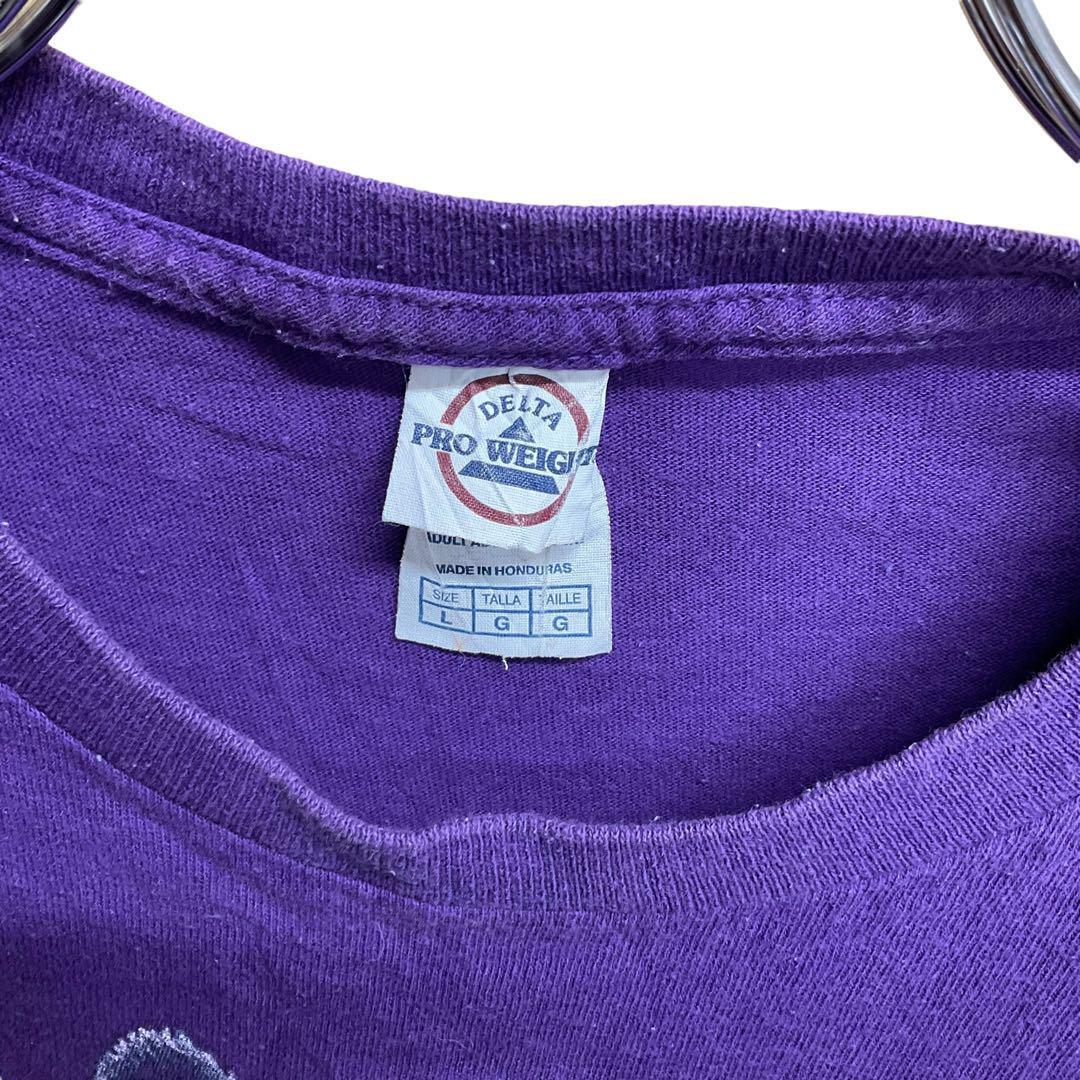 DELTA
PRO WEIGHT
MADE IN HONDURAS
SIZE TALLA TAILLE
L G G